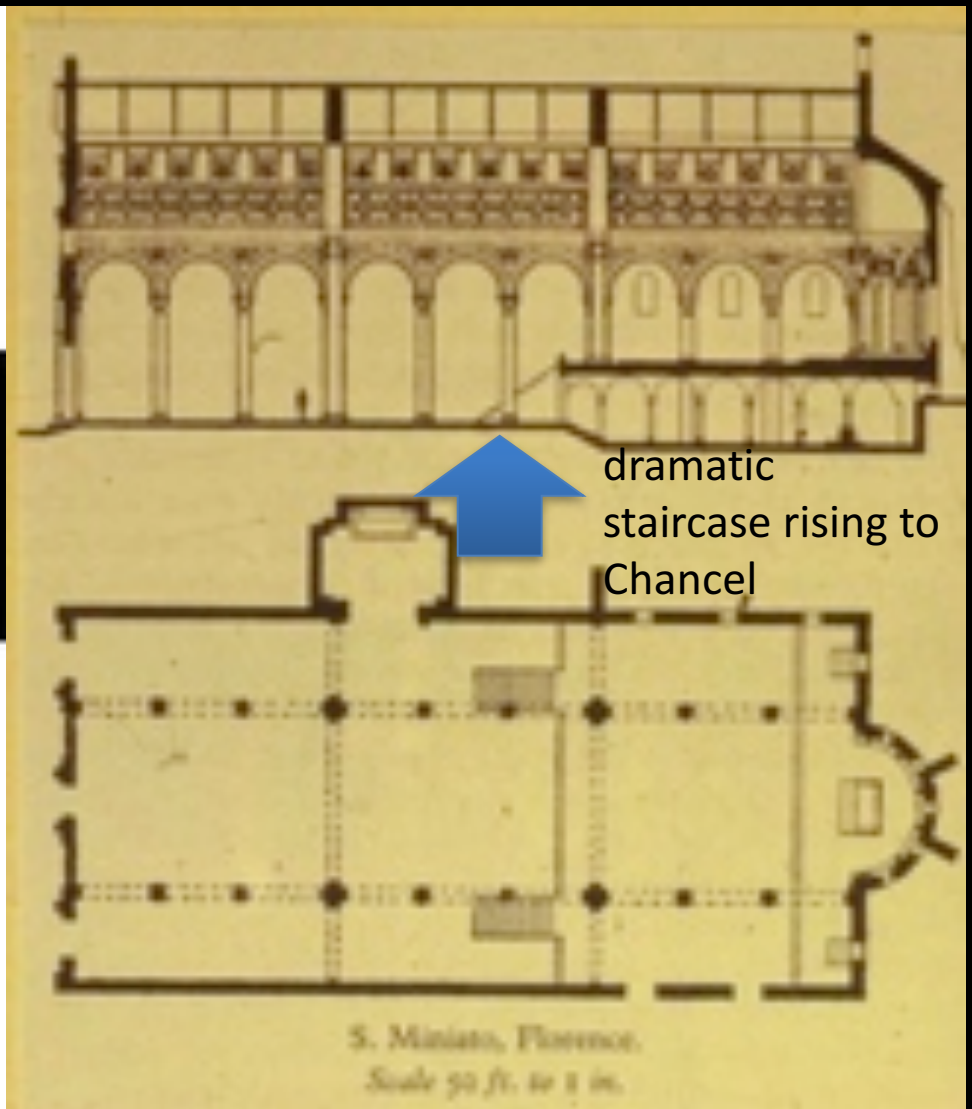 dramatic
staircase rising to
Chancel
S. Miniato, Florence.
Scale 50 ft. to 1 in.